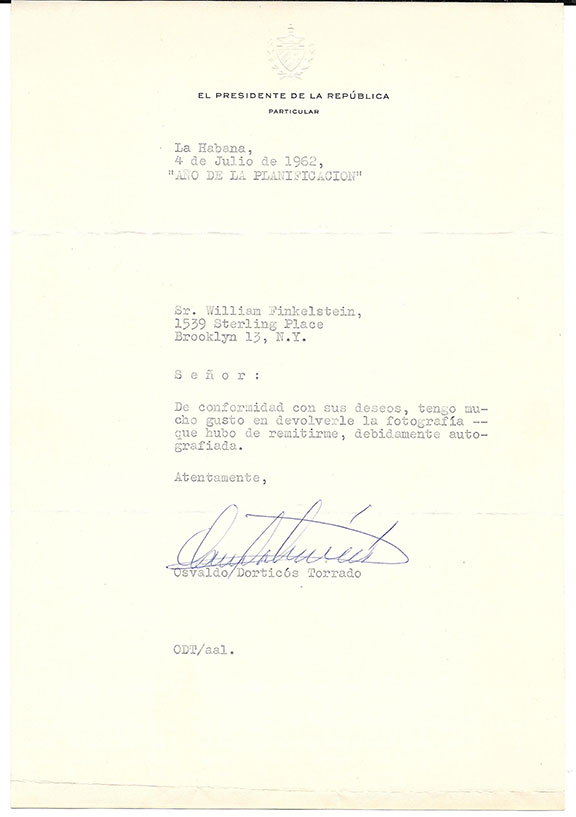 EL PRESIDENTE DE LA REPÚBLICA
PARTICULAR
La Habana,
4 de Julio de 1962,
"AÑO DE LA PLANIFICACION"
Sr. William Finkelstein,
1539 Sterling Place
Brooklyn 13, N.Y.
S e ñ o r :
De conformidad con sus deseos, tengo mu-
cho gusto en devolverle la fotografía --
que hubo de remitirme, debidamente auto-
grafiada.
Atentamente,
Osvaldo Dorticós Torrado
ODT/aal.